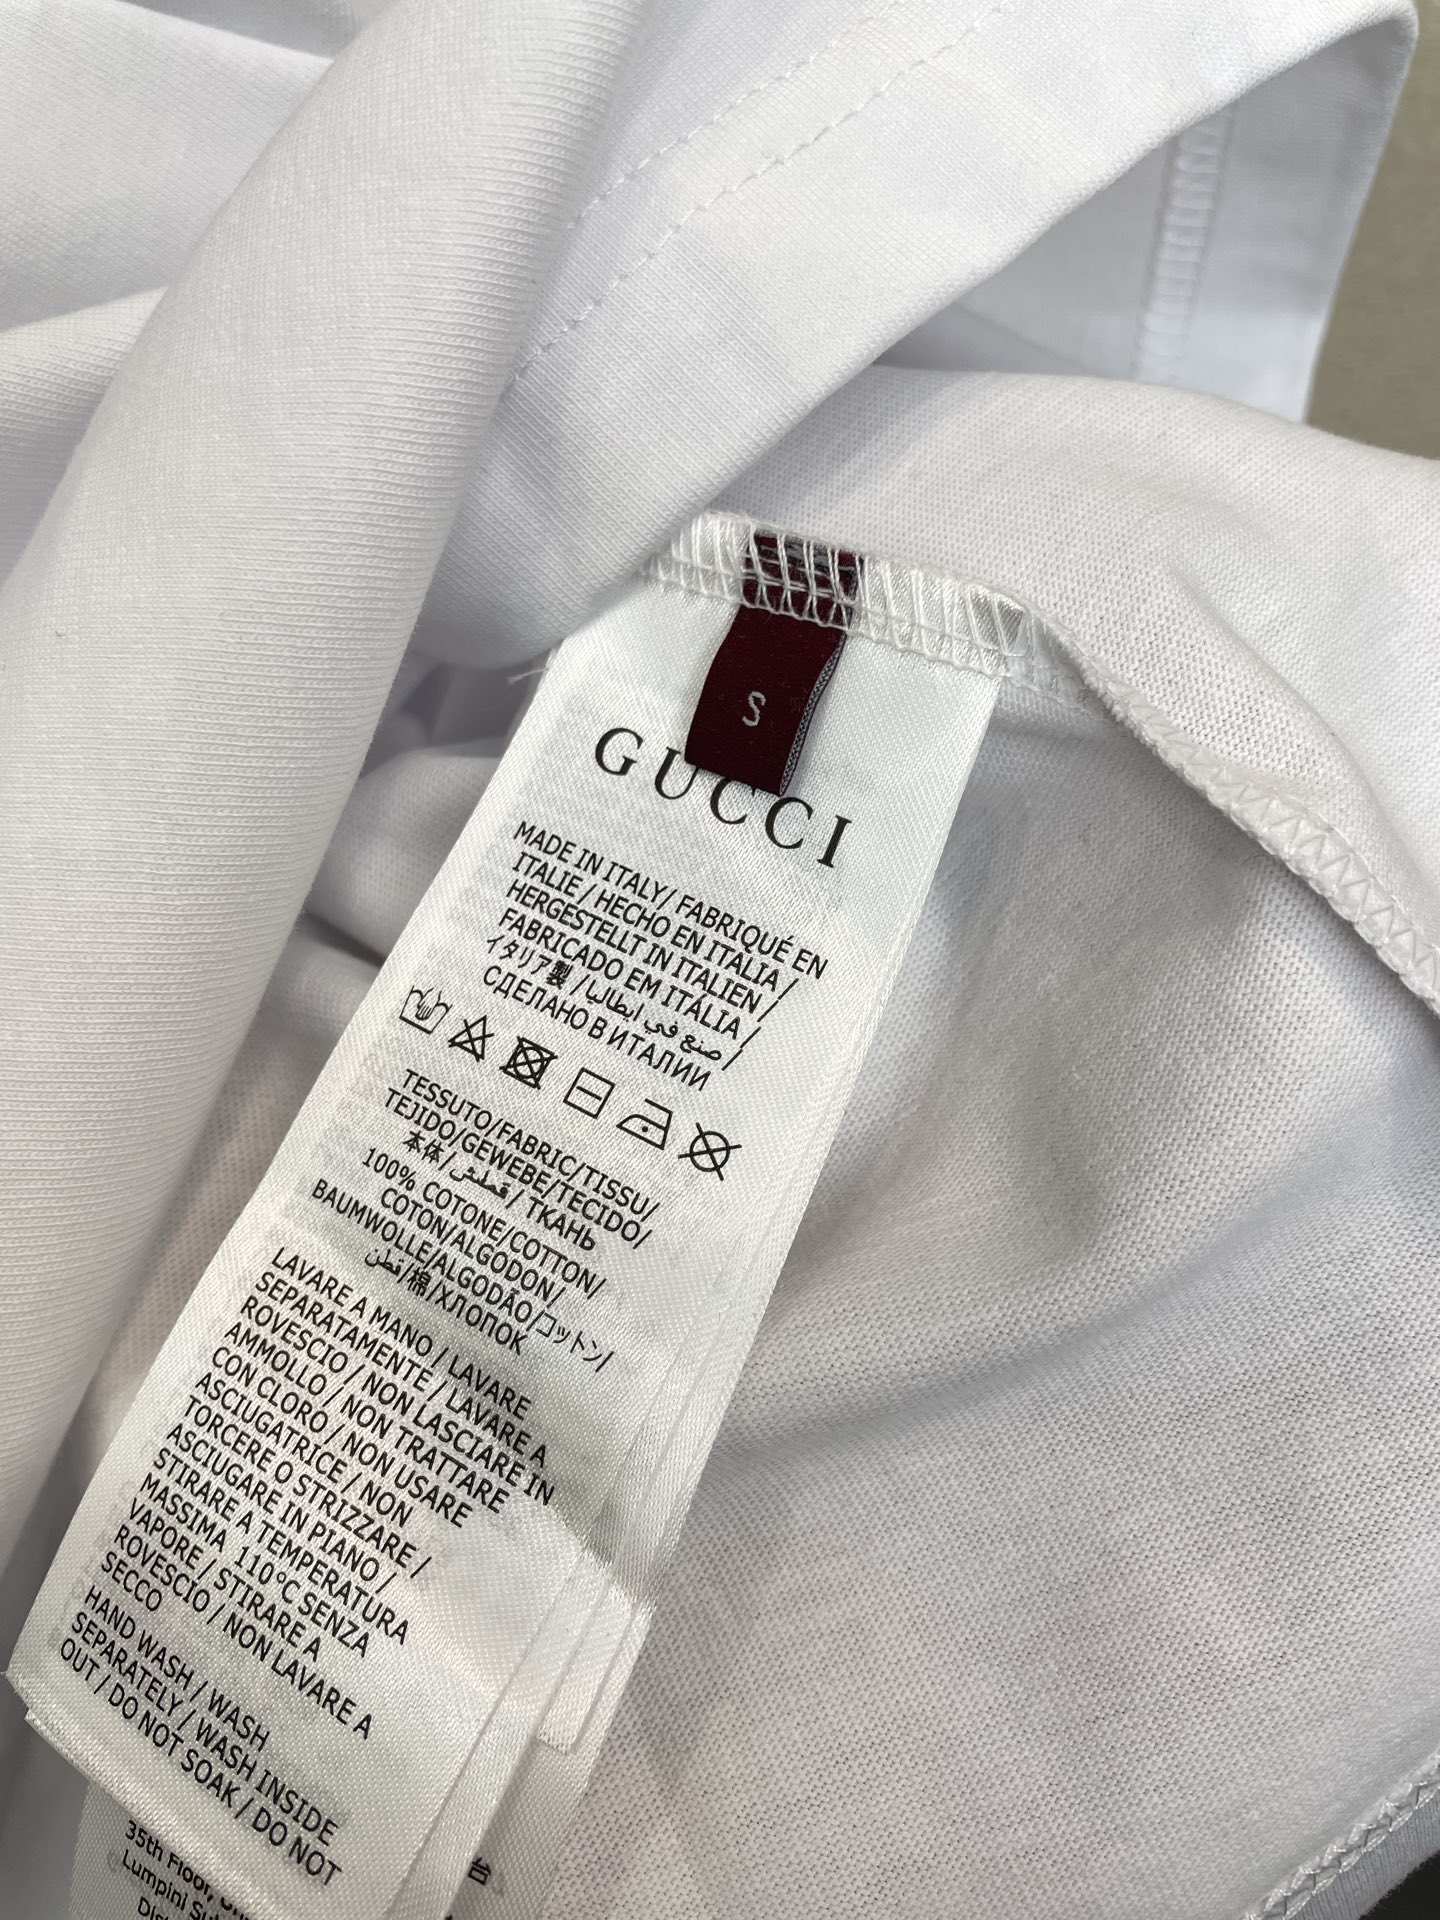 S
GUCCI
MADE IN ITALY/ FABRIQUÉ EN
ITALIE / HECHO EN ITALIA /
HERGESTELLT IN ITALIEN /
FABRICADO EM ITÁLIA /
イタリア製 / صنع في ايطاليا /
СДЕЛАНО В ИТАЛИИ
TESSUTO/FABRIC/TISSU/
TEJIDO/GEWEBE/TECIDO/
本体/قماش/ ТКАНЬ
100% COTONE/COTTON/
COTON/ALGODON/
BAUMWOLLE/ALGODÃO/コットン/
قطن/棉/ХЛОПОК
LAVARE A MANO / LAVARE
SEPARATAMENTE / LAVARE A
ROVESCIO / NON LASCIARE IN
AMMOLLO / NON TRATTARE
CON CLORO / NON USARE
ASCIUGATRICE / NON
TORCERE O STRIZZARE /
ASCIUGARE IN PIANO /
STIRARE A TEMPERATURA
MASSIMA 110°C SENZA
VAPORE / STIRARE A
ROVESCIO / NON LAVARE A
SECCO
HAND WASH / WASH
SEPARATELY / WASH INSIDE
OUT / DO NOT SOAK / DO NOT
台
35th Floor,
Lumpini